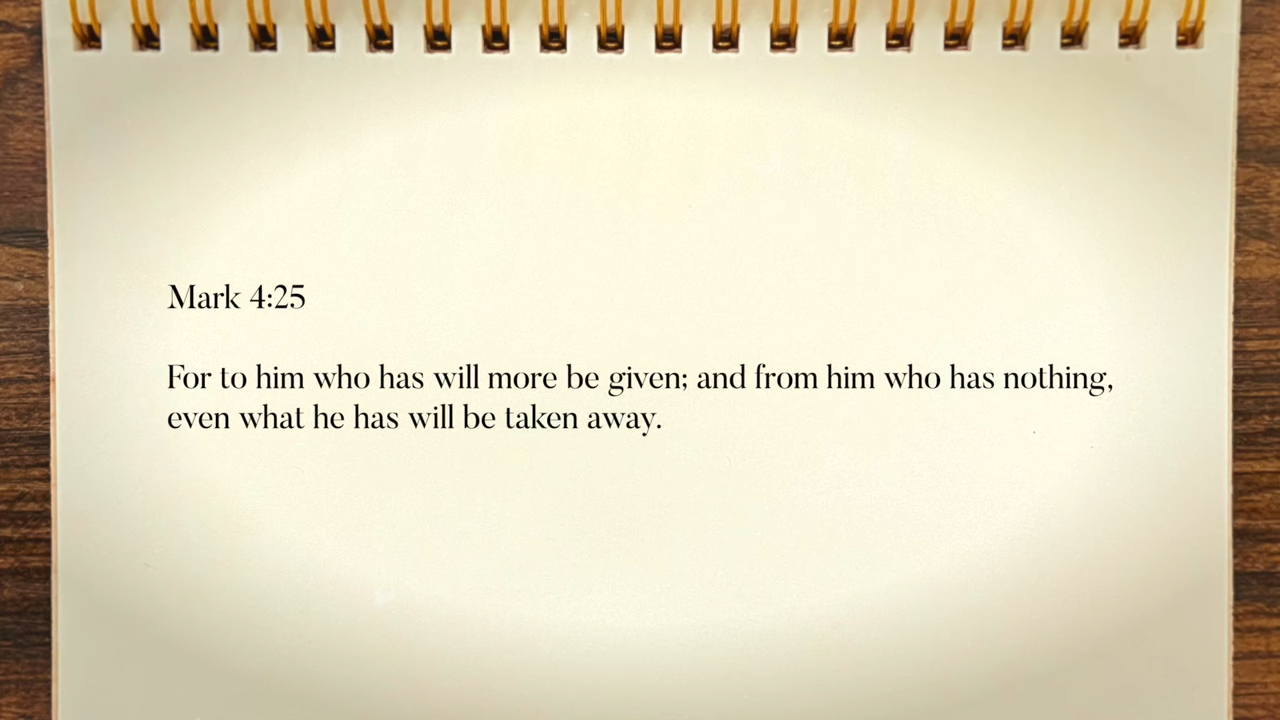 Mark 4:25
For to him who has will more be given; and from him who has nothing,
even what he has will be taken away.